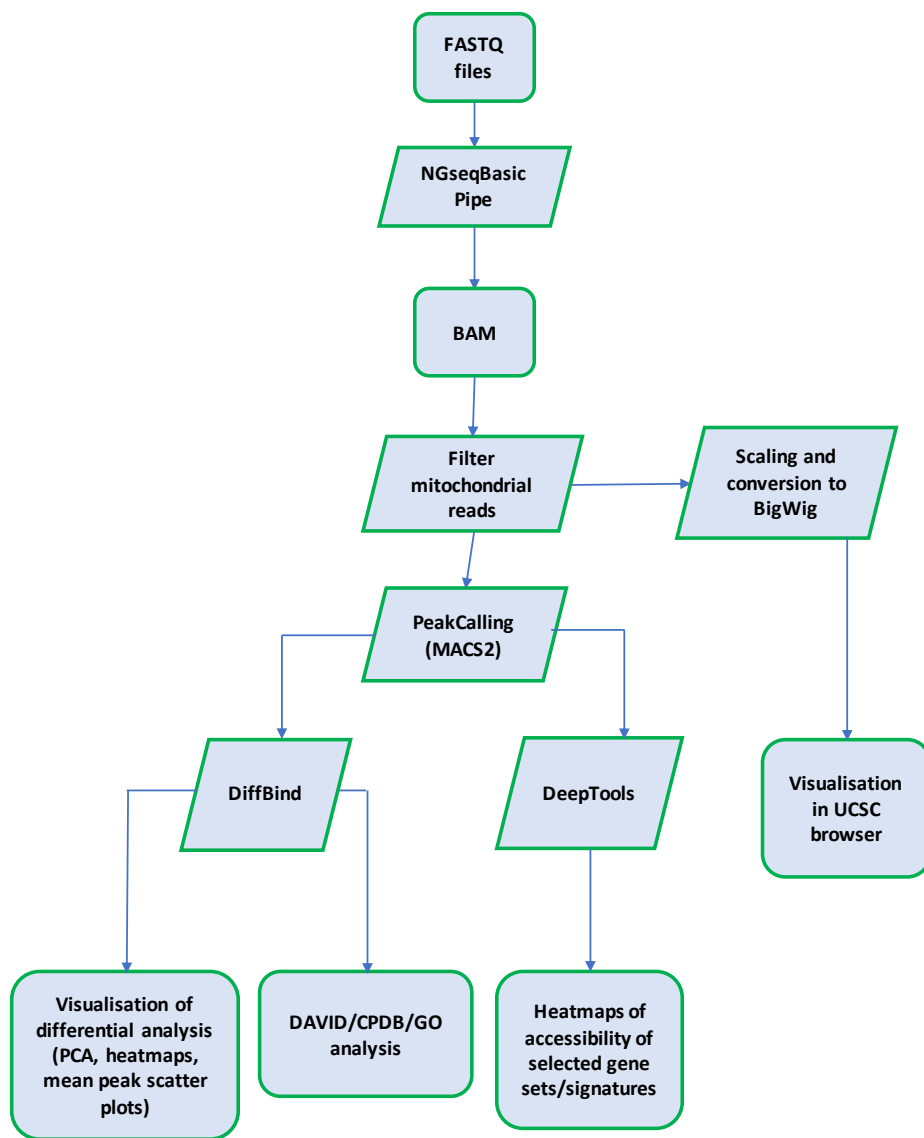 FASTQ
files
NGseqBasic
Pipe
BAM
Filter
mitochondrial
reads
Scaling and
conversion to
BigWig
PeakCalling
(MACS2)
DiffBind
DeepTools
Visualisation
in UCSC
browser
Visualisation of
differential analysis
(PCA, heatmaps,
mean peak scatter
plots)
DAVID/CPDB/GO
analysis
Heatmaps of
accessibility of
selected gene
sets/signatures